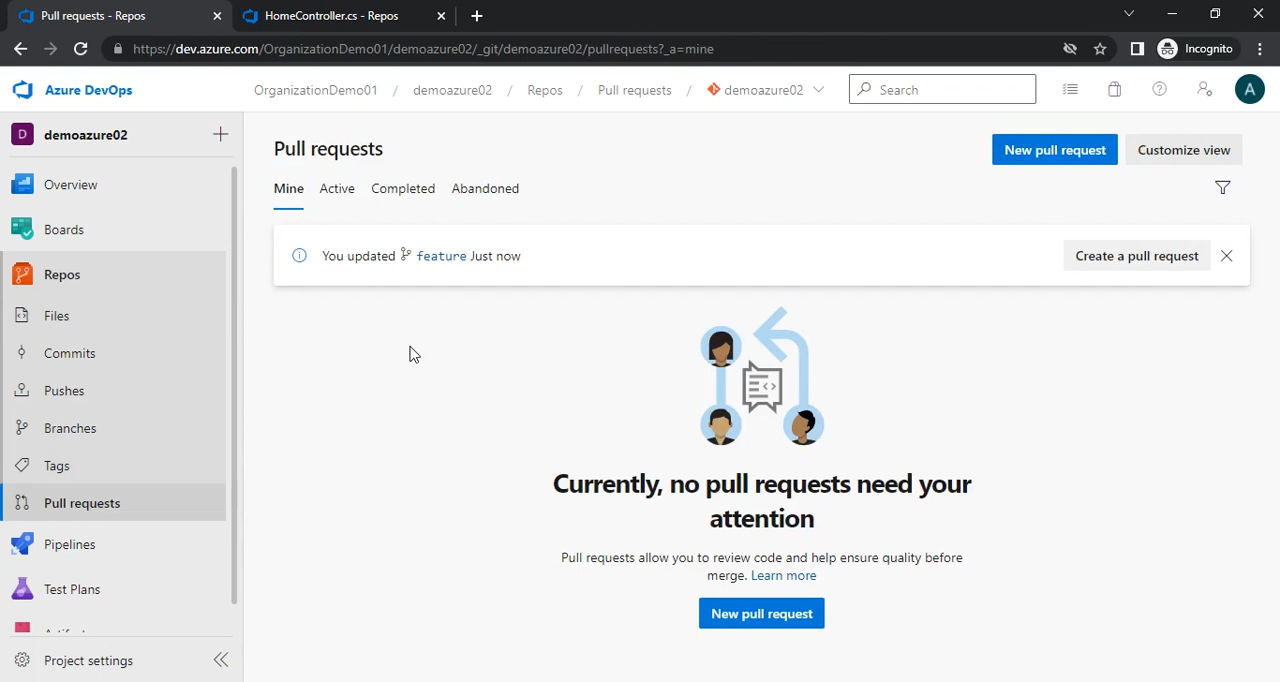 Pull requests - Repos
HomeController.cs - Repos
https://dev.azure.com/OrganizationDemo01/demoazure02/_git/demoazure02/pullrequests?_a=mine
Incognito
Azure DevOps
OrganizationDemo01 / demoazure02 / Repos / Pull requests / demoazure02
Search
A
D demoazure02
Overview
Boards
Repos
Files
Commits
Pushes
Branches
Tags
Pull requests
Pipelines
Test Plans
Project settings
Pull requests
New pull request
Customize view
Mine Active Completed Abandoned
You updated feature Just now
Create a pull request
Currently, no pull requests need your
attention
Pull requests allow you to review code and help ensure quality before
merge. Learn more
New pull request